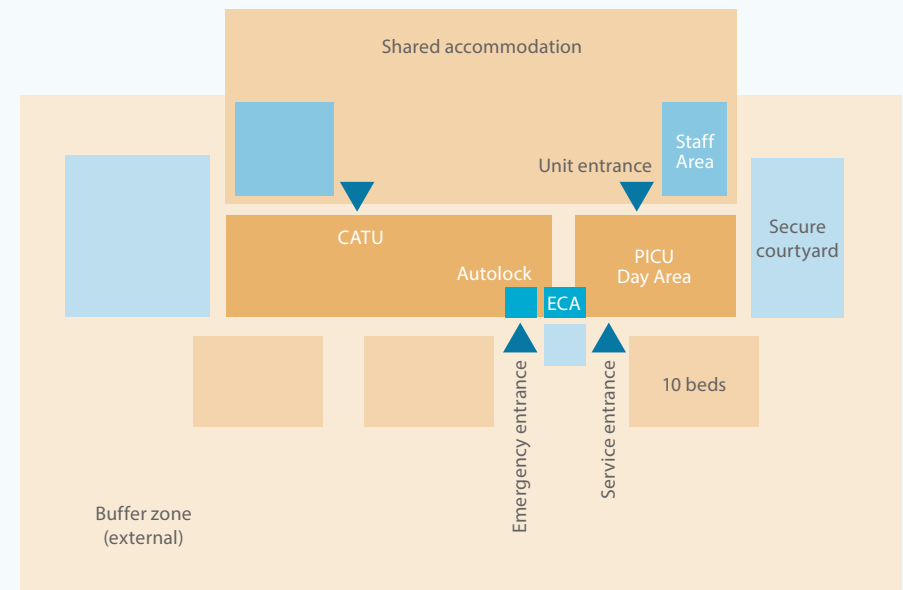 Shared accommodation
Staff
Area
Unit entrance
CATU
Secure
courtyard
PICU
Day Area
Autolock
ECA
10 beds
Emergency entrance
Service entrance
Buffer zone
(external)